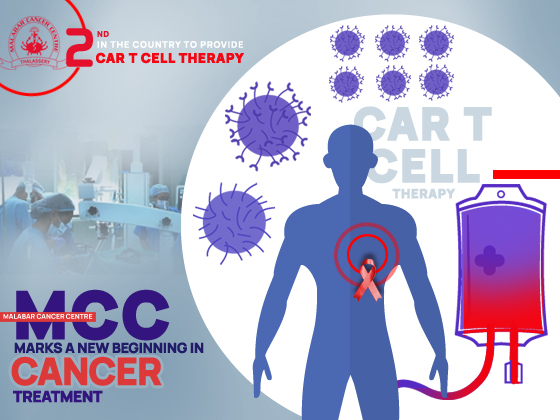 MALABAR CANCER CENTRE
THALASSERY
2ND
IN THE COUNTRY TO PROVIDE
CAR T CELL THERAPY
CAR T
CELL
THERAPY
MCC
MALABAR CANCER CENTRE
MARKS A NEW BEGINNING IN
CANCER
TREATMENT